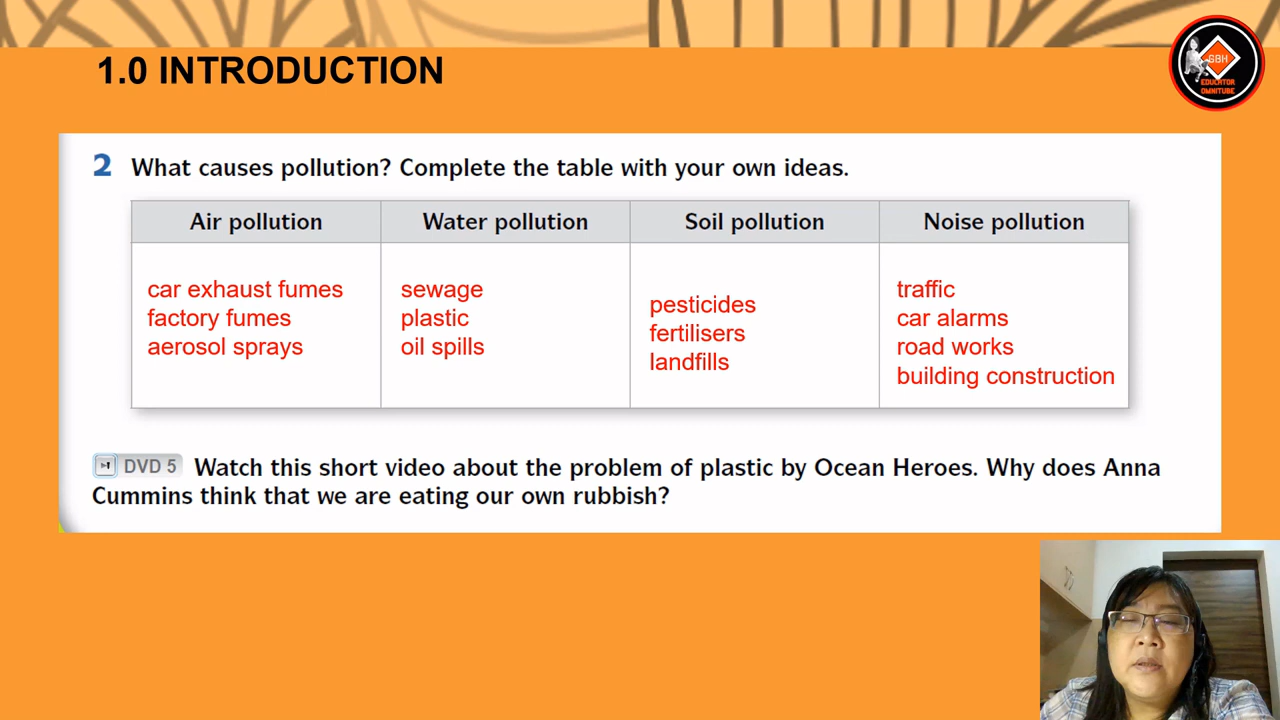 1.0 INTRODUCTION
GBH
EDUCATOR
OMNITUBE
2 What causes pollution? Complete the table with your own ideas.
Air pollution Water pollution Soil pollution Noise pollution
car exhaust fumes
factory fumes
aerosol sprays
sewage
plastic
oil spills
pesticides
fertilisers
landfills
traffic
car alarms
road works
building construction
DVD 5 Watch this short video about the problem of plastic by Ocean Heroes. Why does Anna
Cummins think that we are eating our own rubbish?